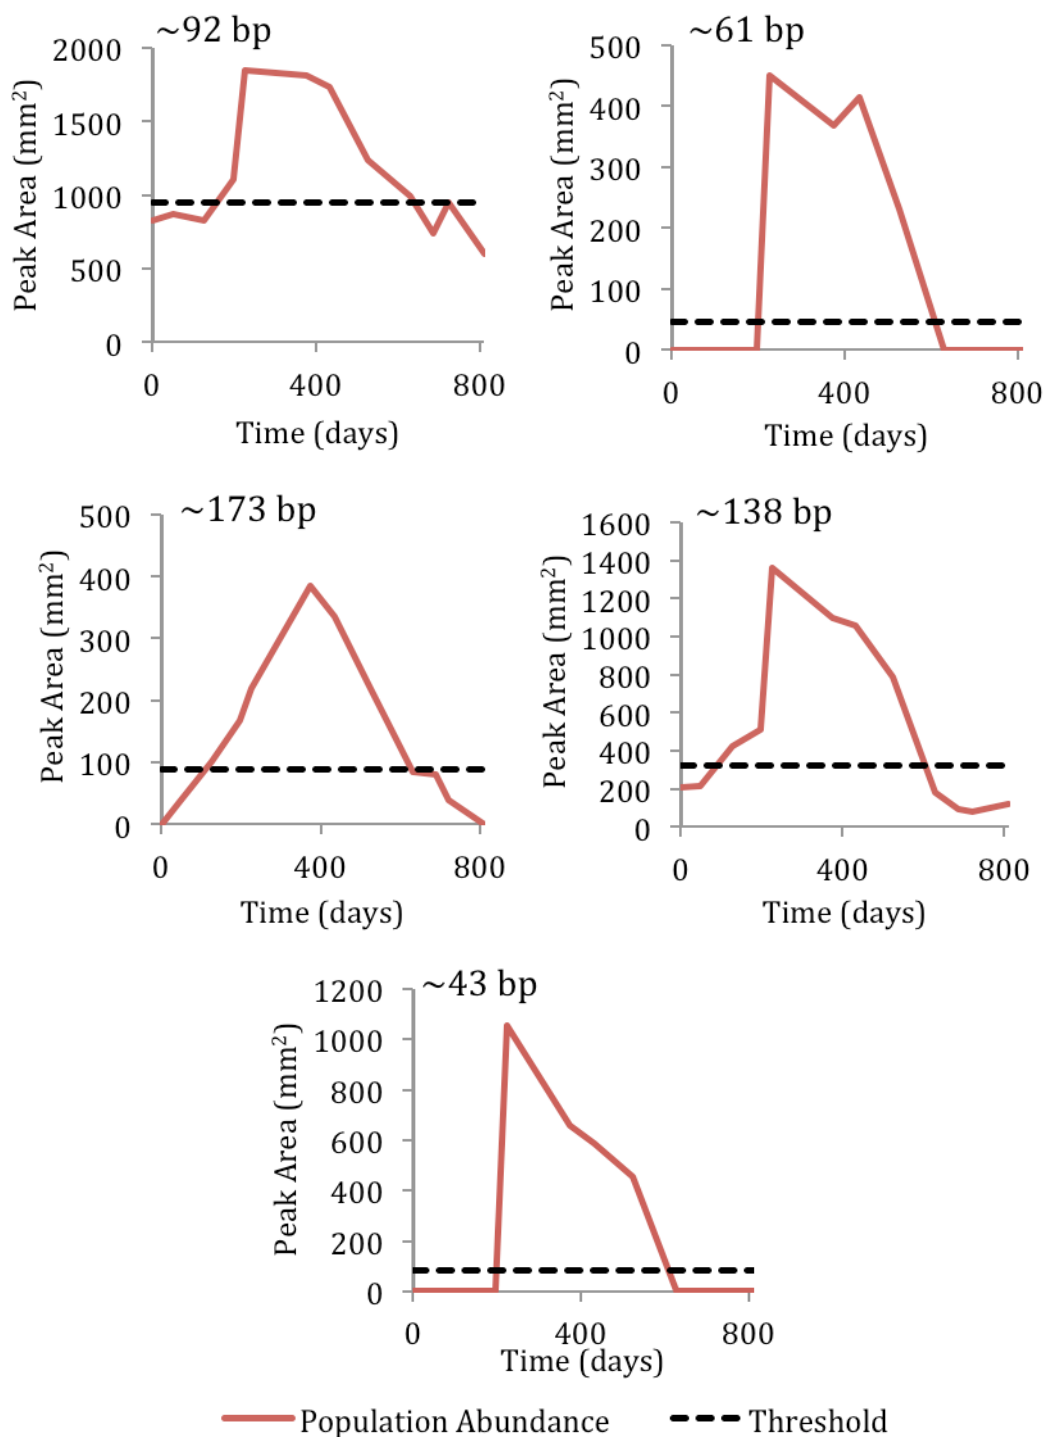 ~92 bp
Peak Area (mm²)
2000
1500
1000
500
0
0 400 800
Time (days)
~61 bp
Peak Area (mm²)
500
400
300
200
100
0
0 400 800
Time (days)
~173 bp
Peak Area (mm²)
500
400
300
200
100
0
0 400 800
Time (days)
~138 bp
Peak Area (mm²)
1600
1400
1200
1000
800
600
400
200
0
0 400 800
Time (days)
~43 bp
Peak Area (mm²)
1200
1000
800
600
400
200
0
0 400 800
Time (days)
Population Abundance Threshold